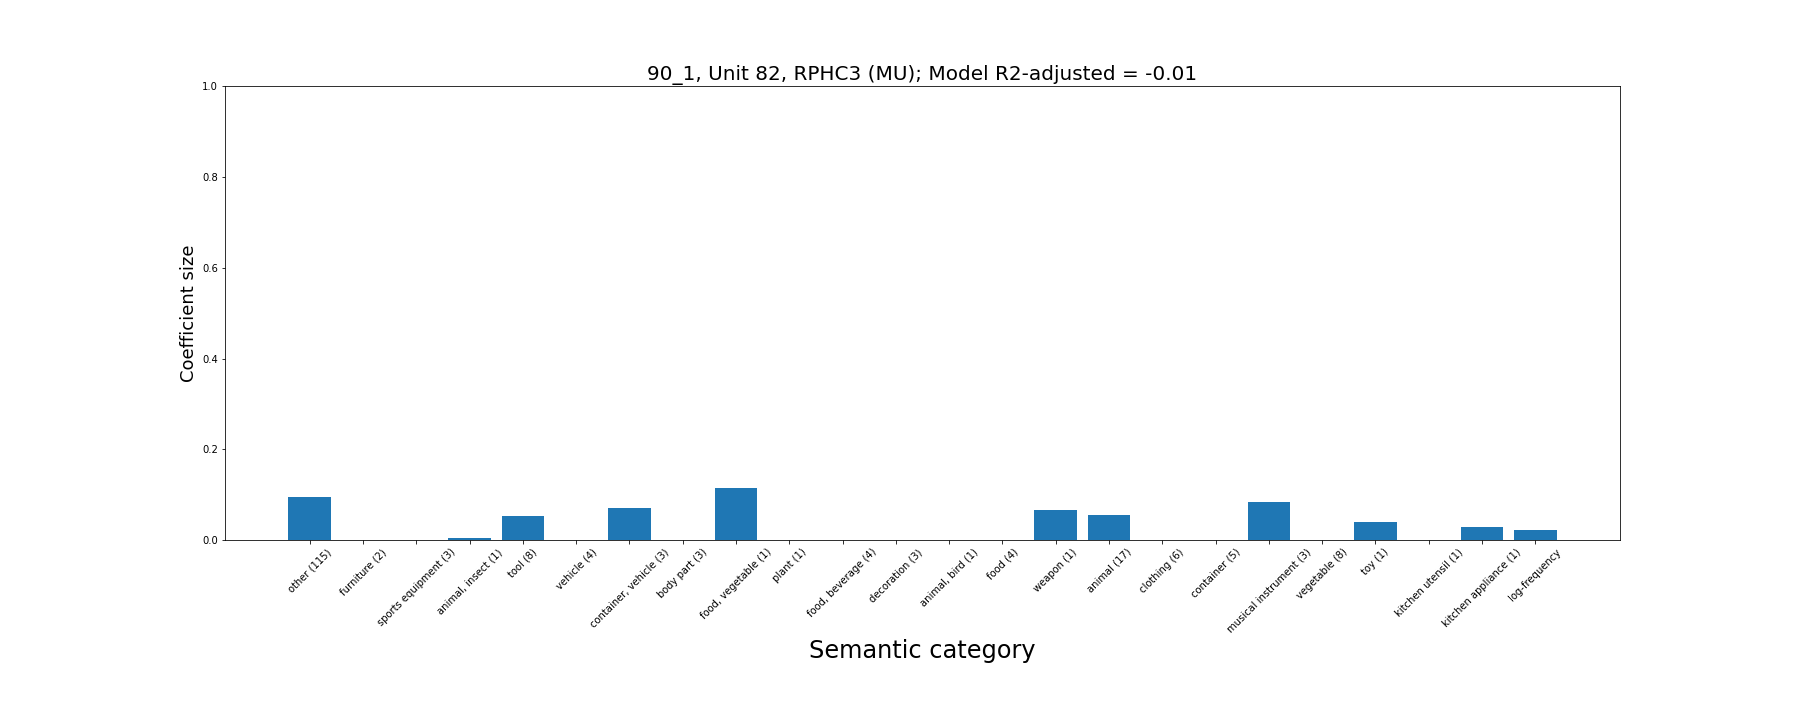 90_1, Unit 82, RPHC3 (MU); Model R2-adjusted = -0.01
Coefficient size
1.0
0.8
0.6
0.4
0.2
0.0
other (115)
furniture (2)
sports equipment (3)
animal, insect (1)
tool (8)
vehicle (4)
container, vehicle (3)
body part (3)
food, vegetable (1)
plant (1)
food, beverage (4)
decoration (3)
animal, bird (1)
food (4)
weapon (1)
animal (17)
clothing (6)
container (5)
musical instrument (3)
vegetable (8)
toy (1)
kitchen utensil (1)
kitchen appliance (1)
log-frequency
Semantic category